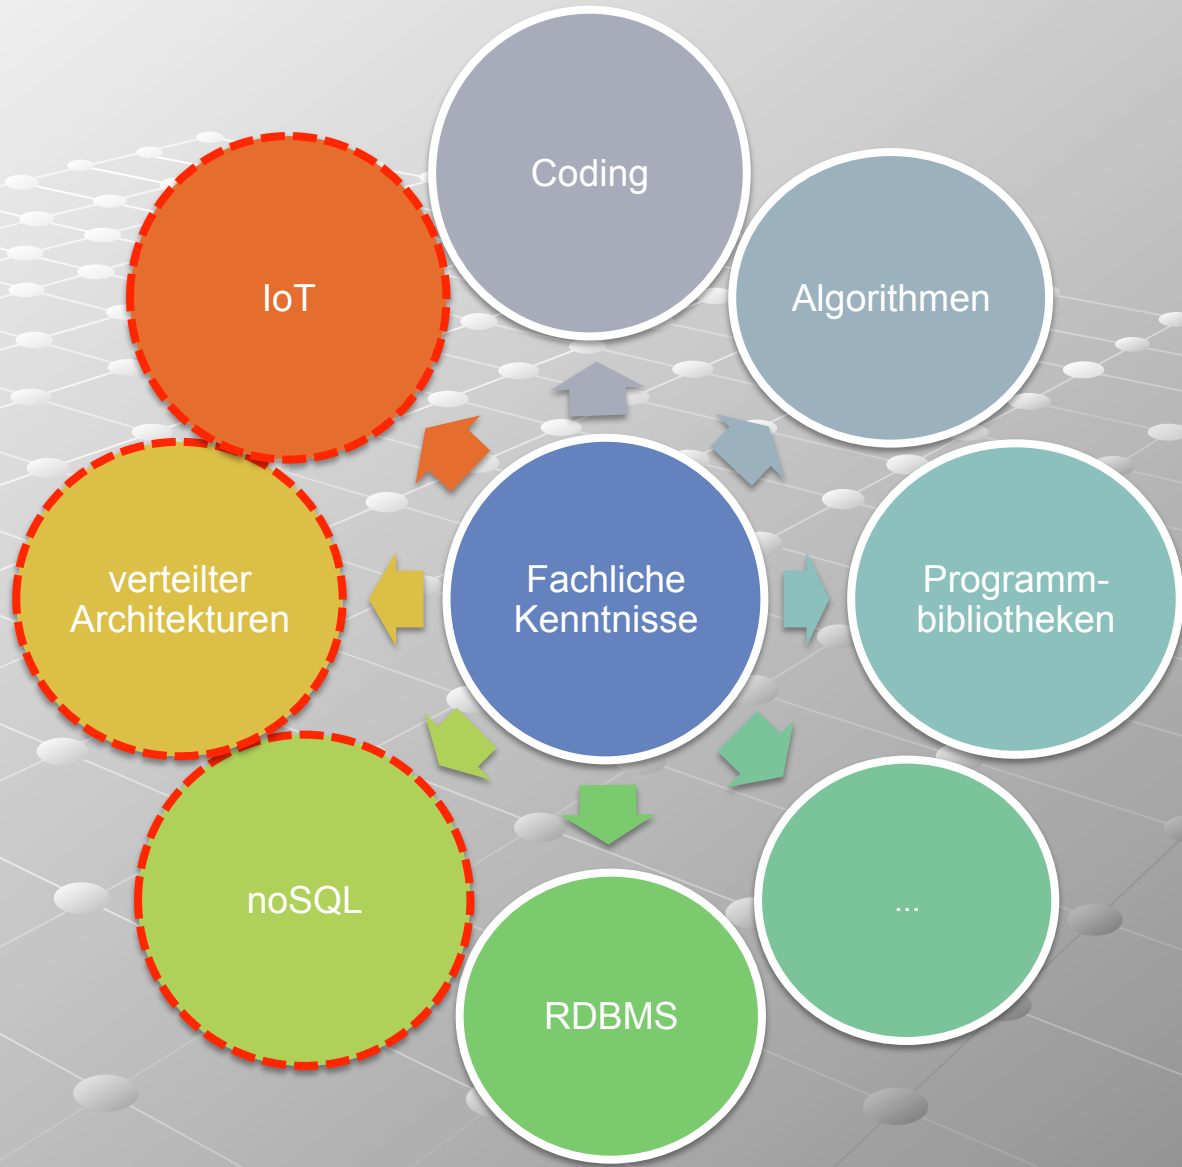 Coding
IoT
Algorithmen
verteilter
Architekturen
Fachliche
Kenntnisse
Programm-
bibliotheken
noSQL
...
RDBMS